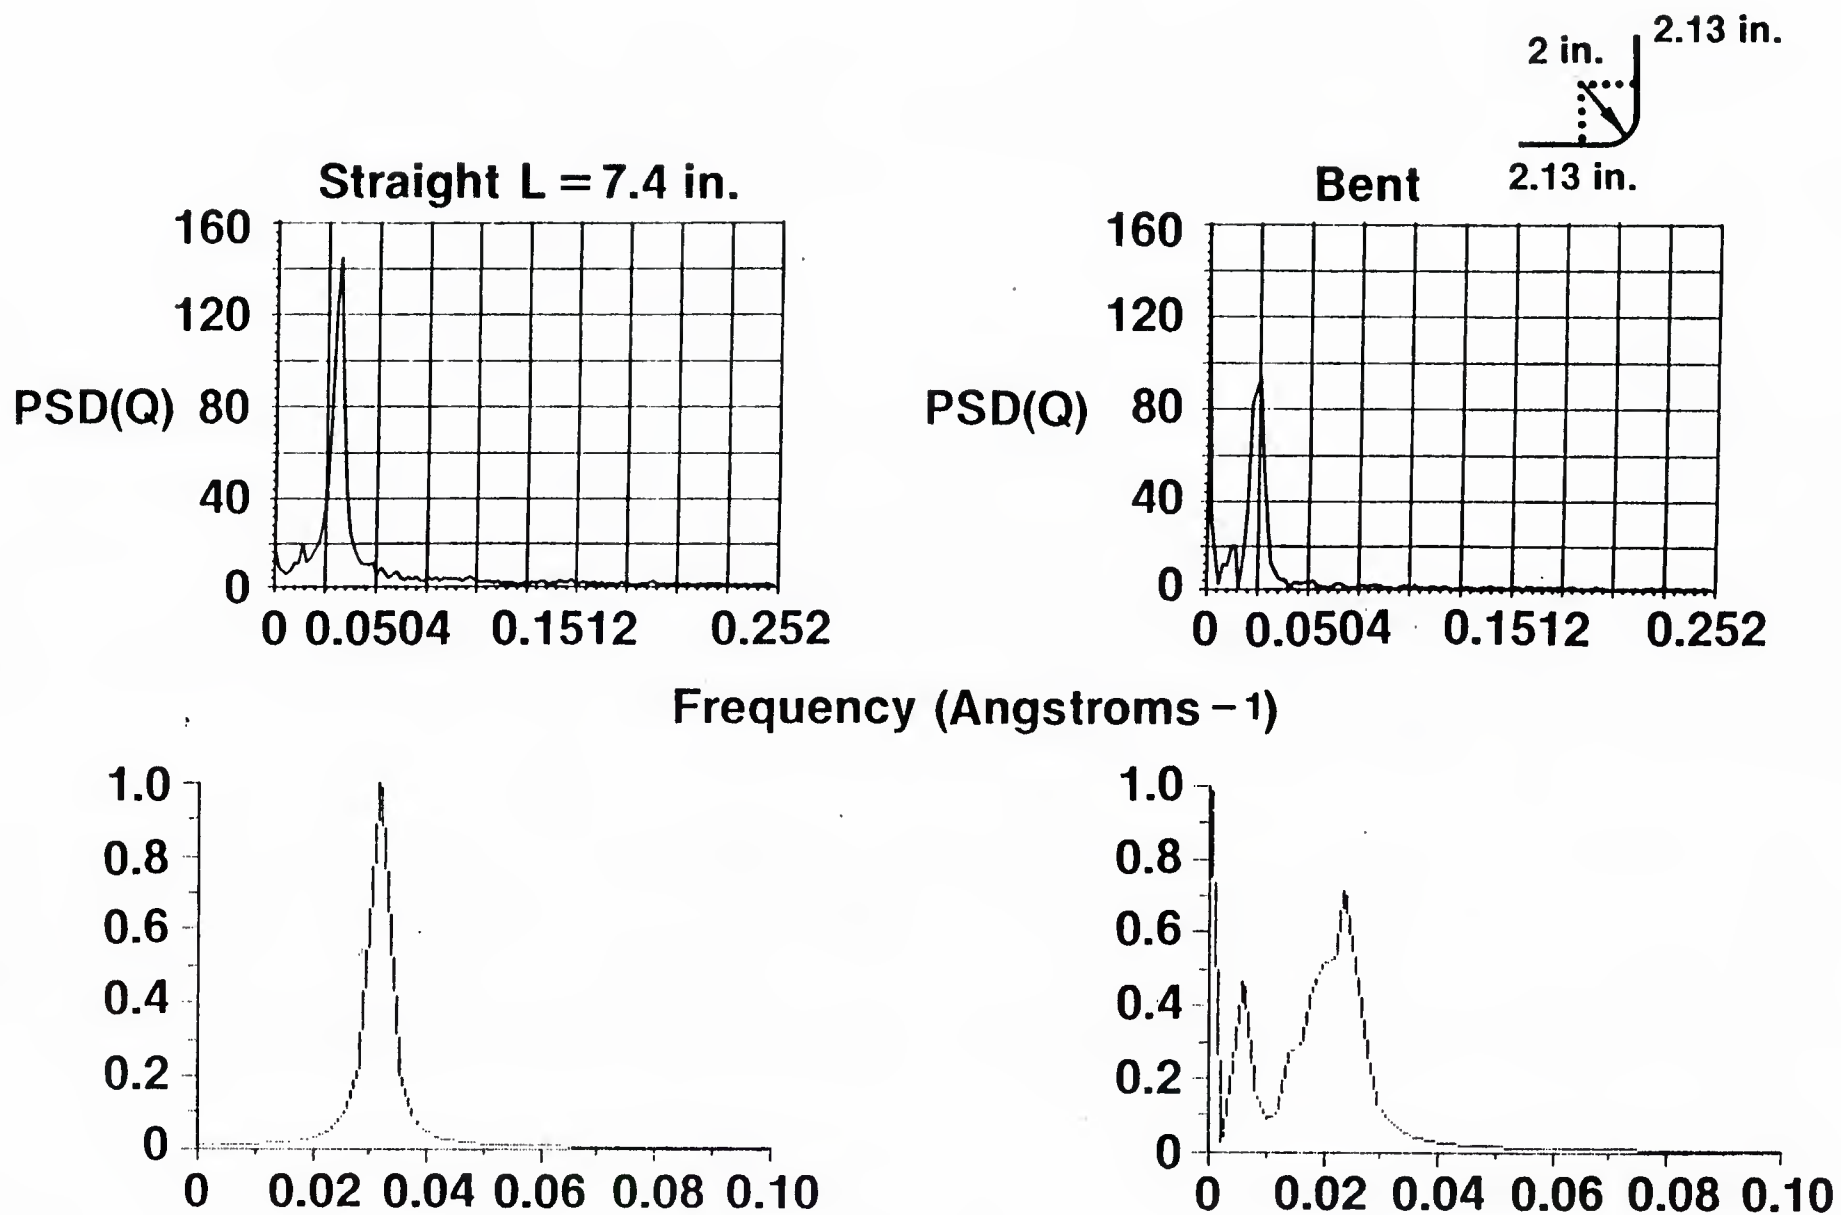 2 in.
2.13 in.
2.13 in.
Straight L = 7.4 in.
Bent
160
120
PSD(Q) 80
40
0
0 0.0504 0.1512 0.252
160
120
PSD(Q) 80
40
0
0 0.0504 0.1512 0.252
Frequency (Angstroms – 1)
1.0
0.8
0.6
0.4
0.2
0
0 0.02 0.04 0.06 0.08 0.10
1.0
0.8
0.6
0.4
0.2
0
0 0.02 0.04 0.06 0.08 0.10